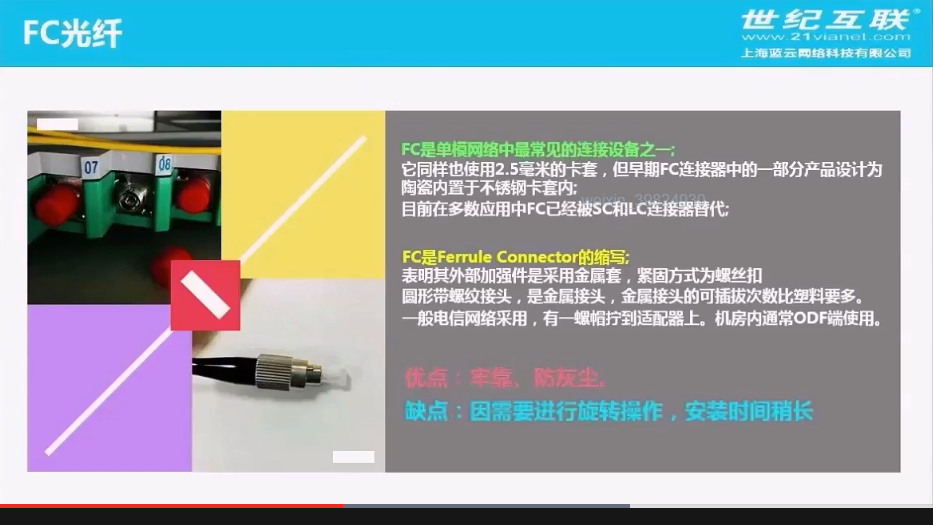 FC光纤
世纪互联®
www.21vianet.com
上海蓝云网络科技有限公司
07
08
FC是单模网络中最常见的连接设备之一;
它同样也使用2.5毫米的卡套，但早期FC连接器中的一部分产品设计为
陶瓷内置于不锈钢卡套内;
目前在多数应用中FC已经被SC和LC连接器替代;
FC是Ferrule Connector的缩写;
表明其外部加强件是采用金属套，紧固方式为螺丝扣
圆形带螺纹接头，是金属接头，金属接头的可插拔次数比塑料要多。
一般电信网络采用，有一螺帽拧到适配器上。机房内通常ODF端使用。
优点：牢靠、防灰尘。
缺点：因需要进行旋转操作，安装时间稍长